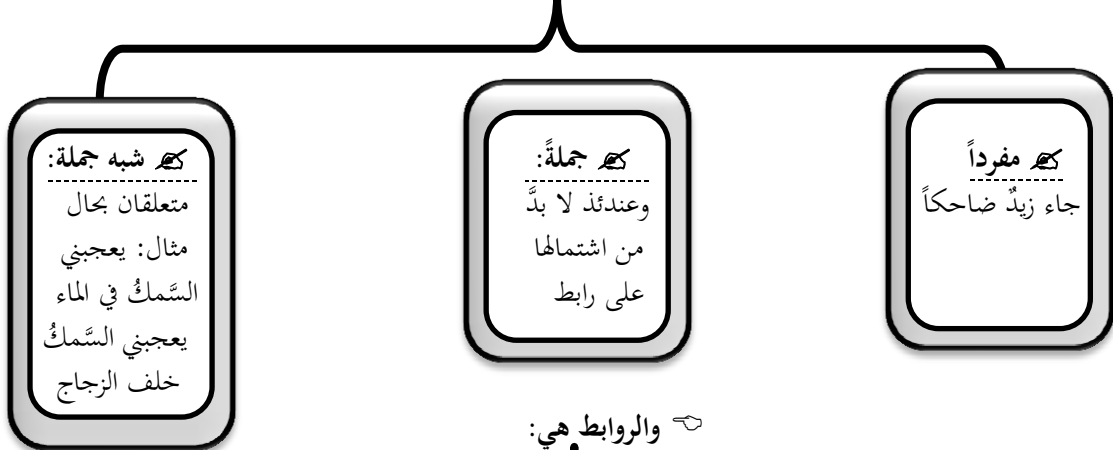 مفرداً
جاء زيدٌ ضاحكاً
جملةً:
وعندئذ لا بدَّ
من اشتمالها
على رابط
شبه جملة:
متعلقان بحال
مثال: يعجبني
السَّمكُ في الماء
يعجبني السَّمكُ
خلف الزجاج
والروابط هي: